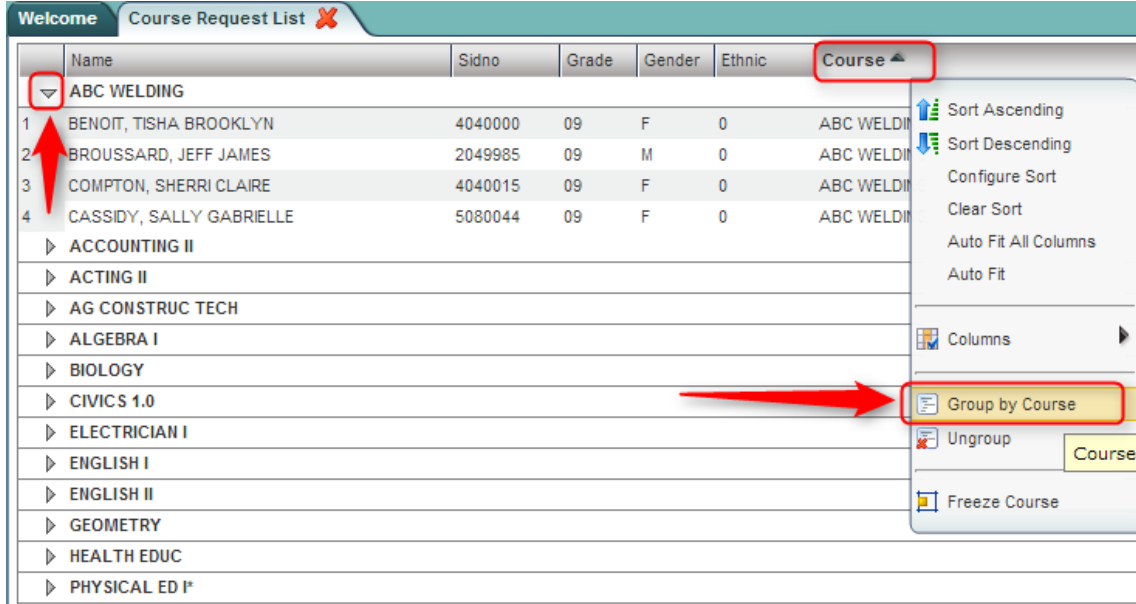 Welcome Course Request List
Name Sidno Grade Gender Ethnic Course
ABC WELDING
1 BENOIT, TISHA BROOKLYN 4040000 09 F 0 ABC WELDIN
2 BROUSSARD, JEFF JAMES 2049985 09 M 0 ABC WELDIN
3 COMPTON, SHERRI CLAIRE 4040015 09 F 0 ABC WELDIN
4 CASSIDY, SALLY GABRIELLE 5080044 09 F 0 ABC WELDIN
ACCOUNTING II
ACTING II
AG CONSTRUC TECH
ALGEBRA I
BIOLOGY
CIVICS 1.0
ELECTRICIAN I
ENGLISH I
ENGLISH II
GEOMETRY
HEALTH EDUC
PHYSICAL ED I*
Sort Ascending
Sort Descending
Configure Sort
Clear Sort
Auto Fit All Columns
Auto Fit
Columns
Group by Course
Ungroup
Course
Freeze Course